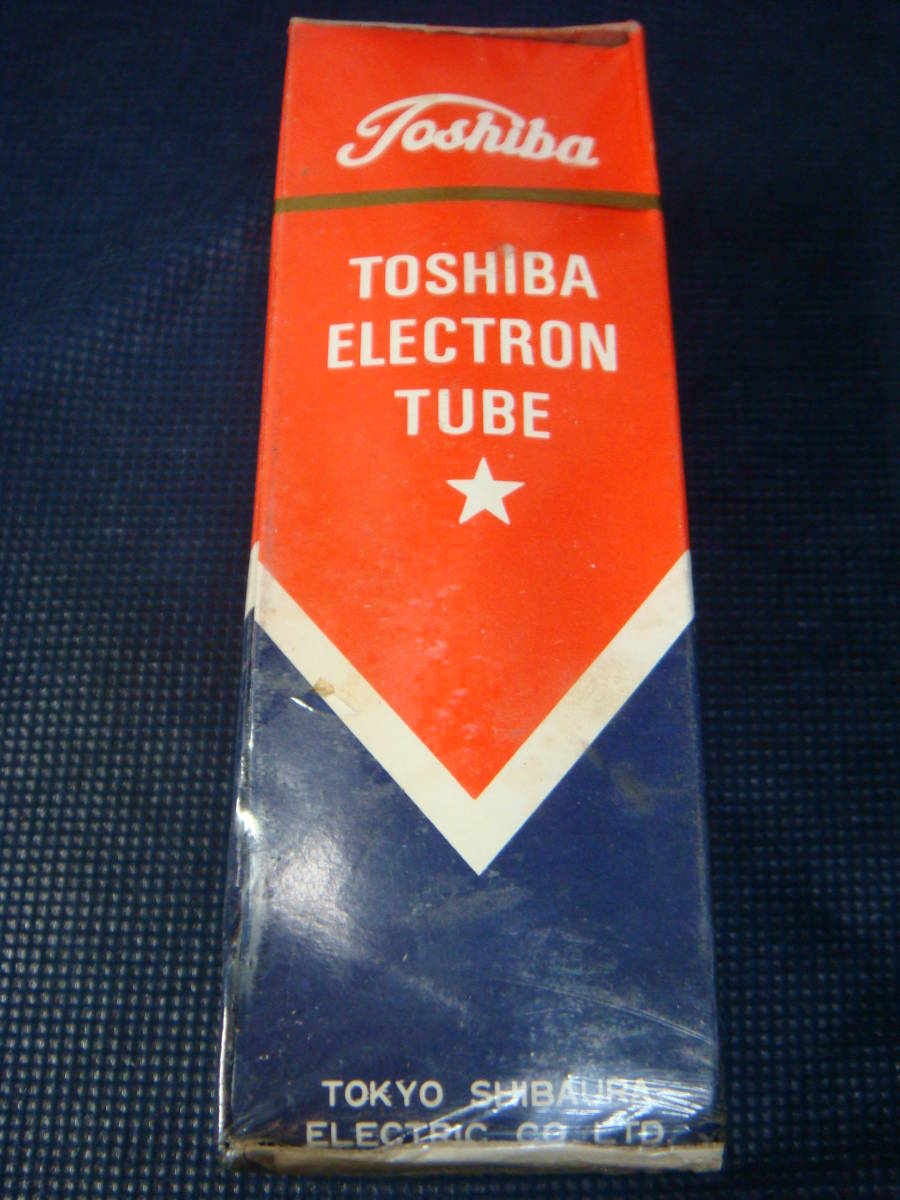 Toshiba
TOSHIBA
ELECTRON
TUBE
TOKYO SHIBAURA
ELECTRIC CO. LTD.